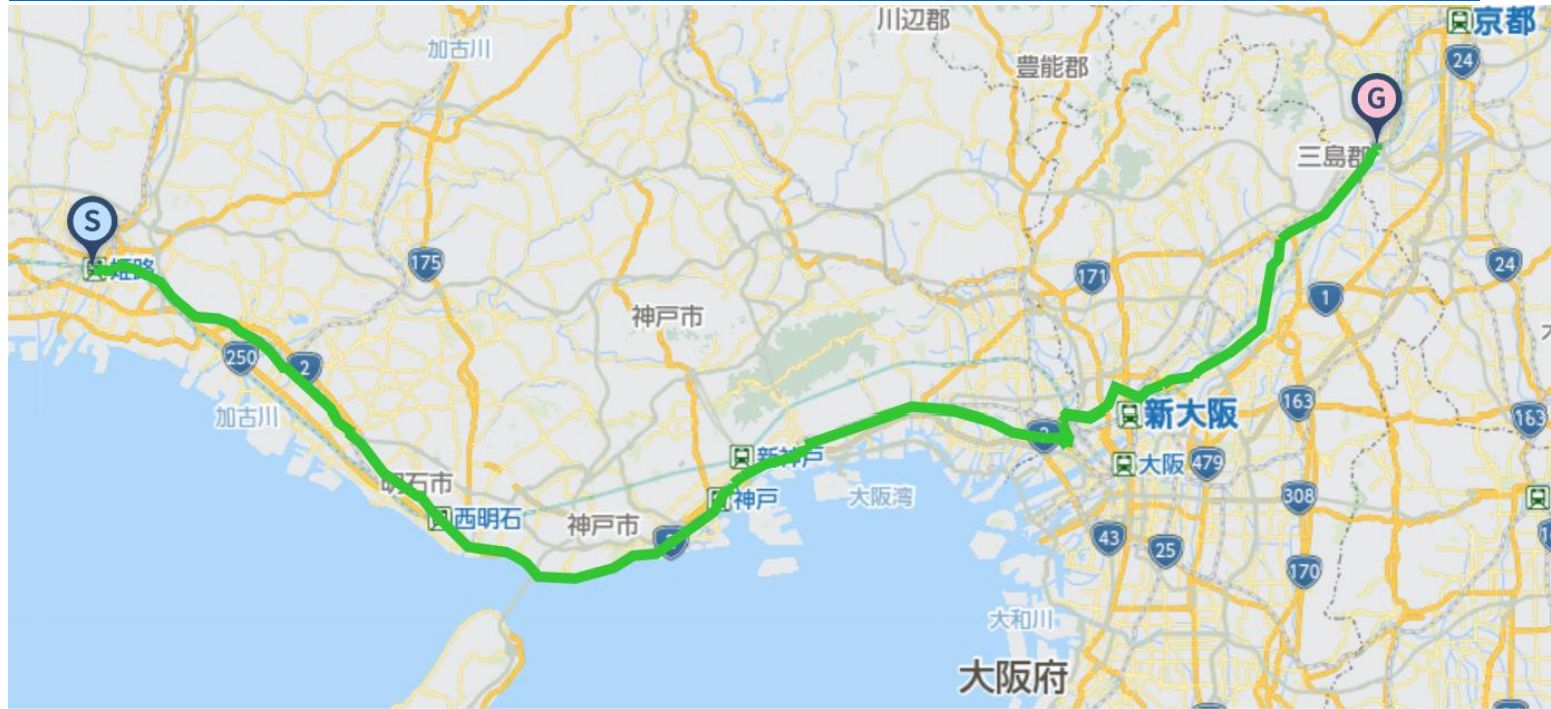 川辺郡
京都
加古川
24
豊能郡
G
三島郡
S
姫路
175
171
24
1
神戸市
250
2
163
163
加古川
新大阪
2
明石市
新神戸
大阪
479
西明石
神戸
大阪湾
308
神戸市
2
43
25
170
大和川
大阪府